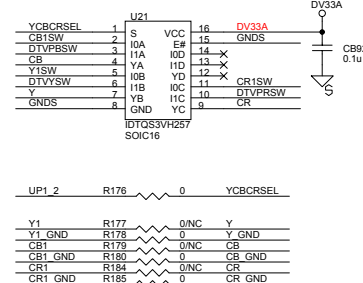 DV33A
U21
YCBCRSEL 1 S VCC 16 DV33A
CB1SW 2 I0A E# 15 GNDS
DTVPBSW 3 I1A I0D 14
CB 4 YA I1D 13
Y1SW 5 I0B YD 12
DTVYSW 6 I1B I0C 11 CR1SW
Y 7 YB I1C 10 DTVPRSW
GNDS 8 GND YC 9 CR
IDTQS3VH257
SOIC16
0.1u
S
UP1_2 R176 0 YCBCRSEL
Y1 R177 0/NC Y
Y1_GND R178 0 Y_GND
CB1 R179 0/NC CB
CB1_GND R180 0 CB_GND
CR1 R184 0/NC CR
CR1_GND R185 0 CR_GND